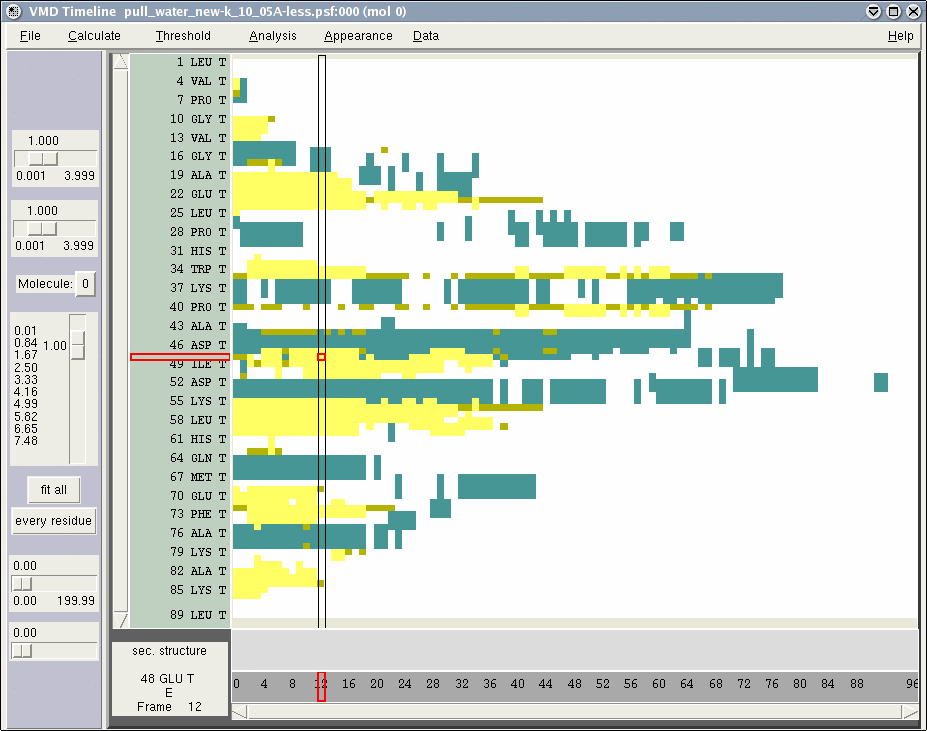 VMD Timeline   pull_water_new-k_10_05A-less.psf:000 (mol 0)
File   Calculate   Threshold   Analysis   Appearance   Data   Help
1 LEU T
4 VAL T
7 PRO T
10 GLY T
13 VAL T
16 GLY T
19 ALA T
22 GLU T
25 LEU T
28 PRO T
31 HIS T
34 TRP T
37 LYS T
40 PRO T
43 ALA T
46 ASP T
49 ILE T
52 ASP T
55 LYS T
58 LEU T
61 HIS T
64 GLN T
67 MET T
70 GLU T
73 PHE T
76 ALA T
79 LYS T
82 ALA T
85 LYS T
89 LEU T
1.000
0.001   3.999
1.000
0.001   3.999
Molecule:   0
0.01
0.84
1.67
2.50
3.33
4.16
4.99
5.82
6.65
7.48
1.00
fit all
every residue
0.00
0.00   199.99
0.00
sec. structure
48 GLU T
E
Frame   12
0 4 8 12 16 20 24 28 32 36 40 44 48 52 56 60 64 68 72 76 80 84 88 96